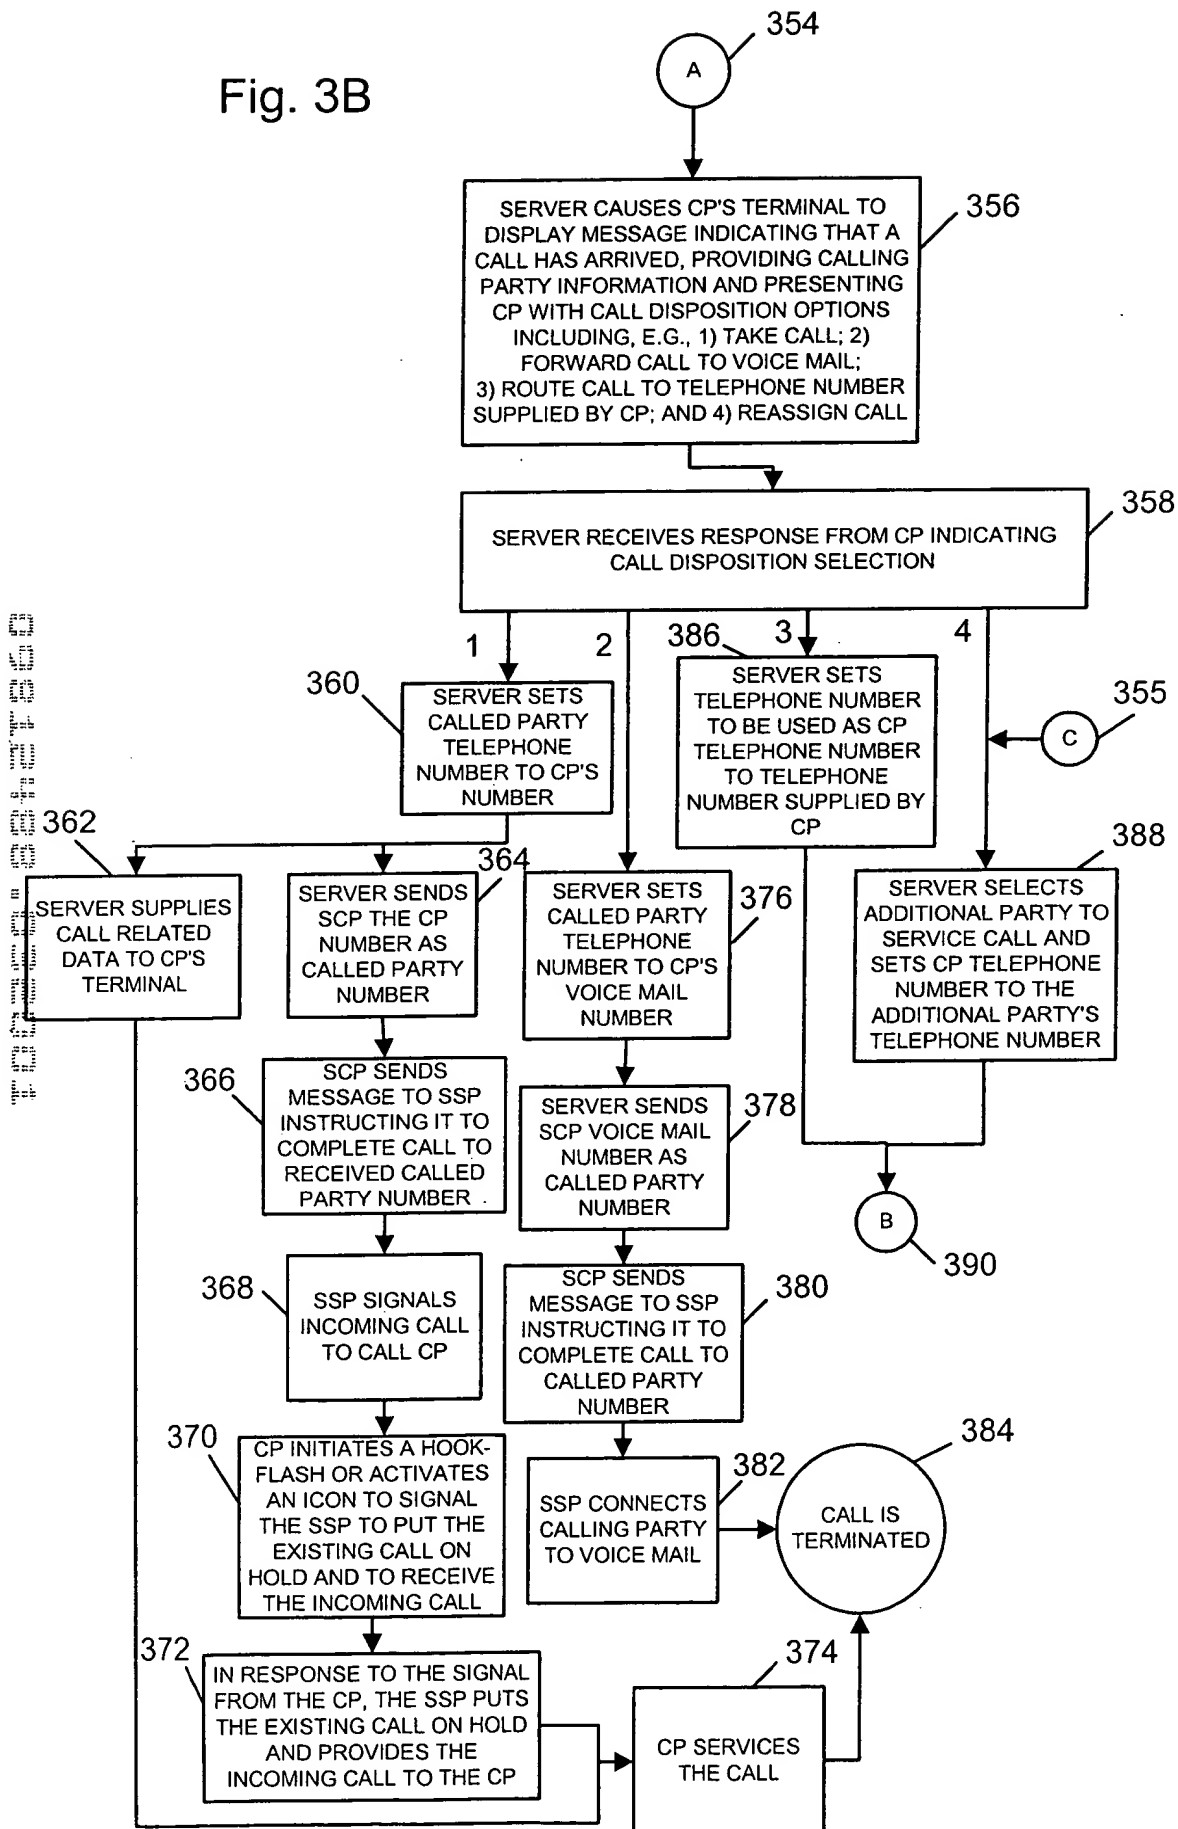 354
A
Fig. 3B
356
SERVER CAUSES CP'S TERMINAL TO
DISPLAY MESSAGE INDICATING THAT A
CALL HAS ARRIVED, PROVIDING CALLING
PARTY INFORMATION AND PRESENTING
CP WITH CALL DISPOSITION OPTIONS
INCLUDING, E.G., 1) TAKE CALL; 2)
FORWARD CALL TO VOICE MAIL;
3) ROUTE CALL TO TELEPHONE NUMBER
SUPPLIED BY CP; AND 4) REASSIGN CALL
358
SERVER RECEIVES RESPONSE FROM CP INDICATING
CALL DISPOSITION SELECTION
1
2
386
3
4
360
SERVER SETS
CALLED PARTY
TELEPHONE
NUMBER TO CP'S
NUMBER
SERVER SETS
TELEPHONE NUMBER
TO BE USED AS CP
TELEPHONE NUMBER
TO TELEPHONE
NUMBER SUPPLIED BY
CP
355
C
362
SERVER SUPPLIES
CALL RELATED
DATA TO CP'S
TERMINAL
364
SERVER SENDS
SCP THE CP
NUMBER AS
CALLED PARTY
NUMBER
376
SERVER SETS
CALLED PARTY
TELEPHONE
NUMBER TO CP'S
VOICE MAIL
NUMBER
388
SERVER SELECTS
ADDITIONAL PARTY TO
SERVICE CALL AND
SETS CP TELEPHONE
NUMBER TO THE
ADDITIONAL PARTY'S
TELEPHONE NUMBER
366
SCP SENDS
MESSAGE TO SSP
INSTRUCTING IT TO
COMPLETE CALL TO
RECEIVED CALLED
PARTY NUMBER
378
SERVER SENDS
SCP VOICE MAIL
NUMBER AS
CALLED PARTY
NUMBER
B
390
368
SSP SIGNALS
INCOMING CALL
TO CALL CP
380
SCP SENDS
MESSAGE TO SSP
INSTRUCTING IT TO
COMPLETE CALL TO
CALLED PARTY
NUMBER
370
CP INITIATES A HOOK-
FLASH OR ACTIVATES
AN ICON TO SIGNAL
THE SSP TO PUT THE
EXISTING CALL ON
HOLD AND TO RECEIVE
THE INCOMING CALL
382
SSP CONNECTS
CALLING PARTY
TO VOICE MAIL
384
CALL IS
TERMINATED
372
IN RESPONSE TO THE SIGNAL
FROM THE CP, THE SSP PUTS
THE EXISTING CALL ON HOLD
AND PROVIDES THE
INCOMING CALL TO THE CP
374
CP SERVICES
THE CALL